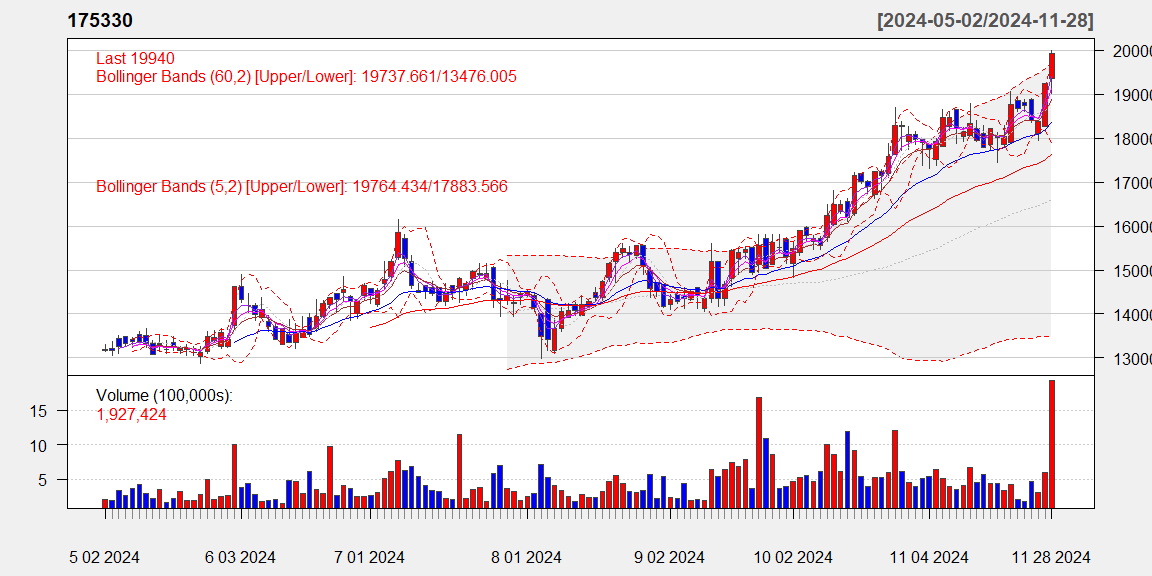 175330 [2024-05-02/2024-11-28]
Last 19940
Bollinger Bands (60,2) [Upper/Lower]: 19737.661/13476.005
Bollinger Bands (5,2) [Upper/Lower]: 19764.434/17883.566
20000
19000
18000
17000
16000
15000
14000
13000
Volume (100,000s):
1,927,424
15
10
5
5 02 2024 6 03 2024 7 01 2024 8 01 2024 9 02 2024 10 02 2024 11 04 2024 11 28 2024